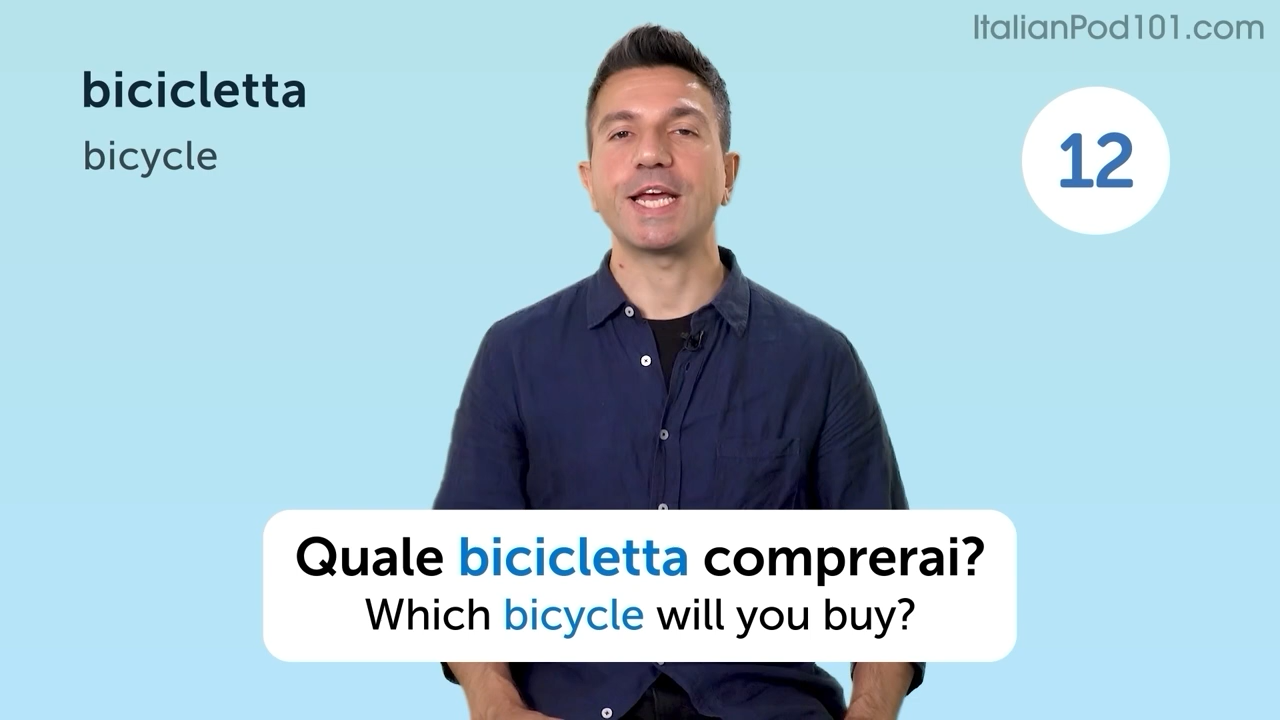 ItalianPod101.com
bicicletta
bicycle
12
Quale bicicletta comprerai?
Which bicycle will you buy?